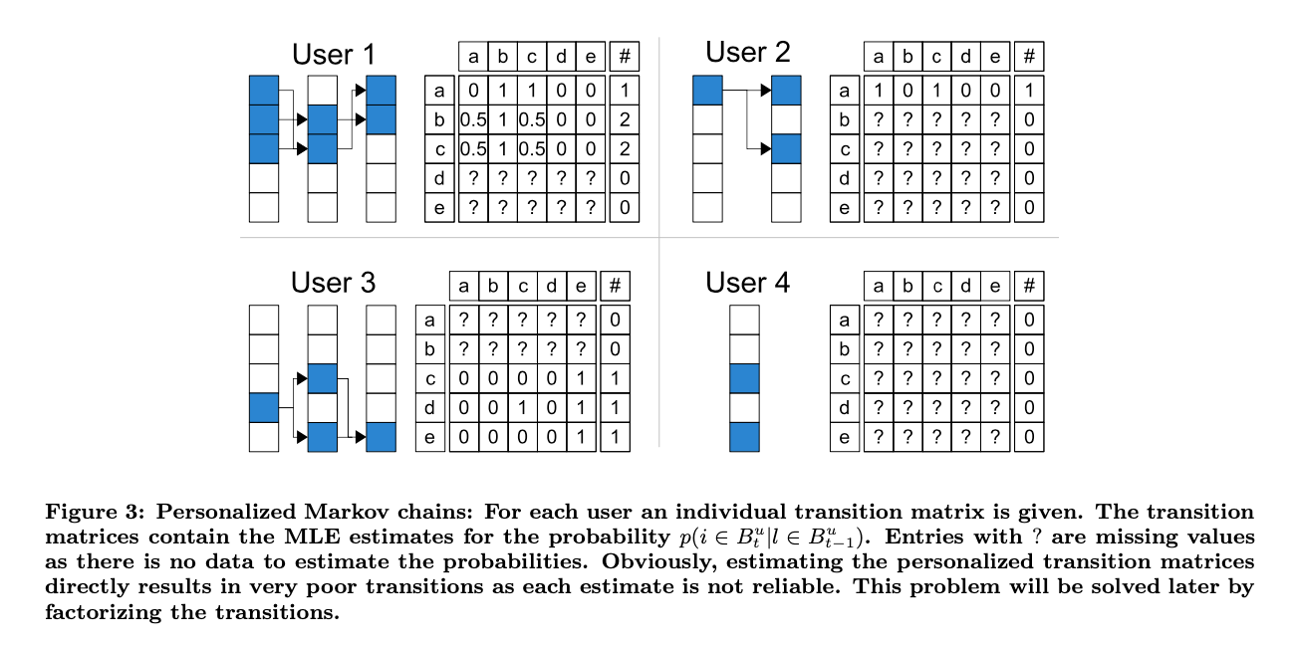 User 1
a b c d e #
a 0 1 1 0 0 1
b 0.5 1 0.5 0 0 2
c 0.5 1 0.5 0 0 2
d ? ? ? ? ? 0
e ? ? ? ? ? 0
User 2
a b c d e #
a 1 0 1 0 0 1
b ? ? ? ? ? 0
c ? ? ? ? ? 0
d ? ? ? ? ? 0
e ? ? ? ? ? 0
User 3
a b c d e #
a ? ? ? ? ? 0
b ? ? ? ? ? 0
c 0 0 0 0 1 1
d 0 0 1 0 1 1
e 0 0 0 0 1 1
User 4
a b c d e #
a ? ? ? ? ? 0
b ? ? ? ? ? 0
c ? ? ? ? ? 0
d ? ? ? ? ? 0
e ? ? ? ? ? 0
Figure 3: Personalized Markov chains: For each user an individual transition matrix is given. The transition
matrices contain the MLE estimates for the probability p(i ∈ B_t^u|l ∈ B_{t−1}^u). Entries with ? are missing values
as there is no data to estimate the probabilities. Obviously, estimating the personalized transition matrices
directly results in very poor transitions as each estimate is not reliable. This problem will be solved later by
factorizing the transitions.